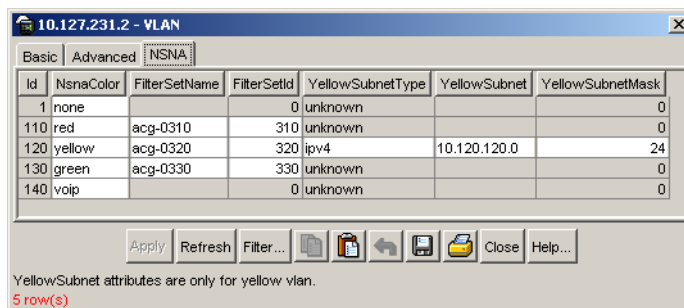 10.127.231.2 - VLAN
Basic Advanced NSNA
Id NsnaColor FilterSetName FilterSetId YellowSubnetType YellowSubnet YellowSubnetMask
1 none 0 unknown 0
110 red acg-0310 310 unknown 0
120 yellow acg-0320 320 ipv4 10.120.120.0 24
130 green acg-0330 330 unknown 0
140 voip 0 unknown 0
Apply Refresh Filter... Close Help...
YellowSubnet attributes are only for yellow vlan.
5 row(s)